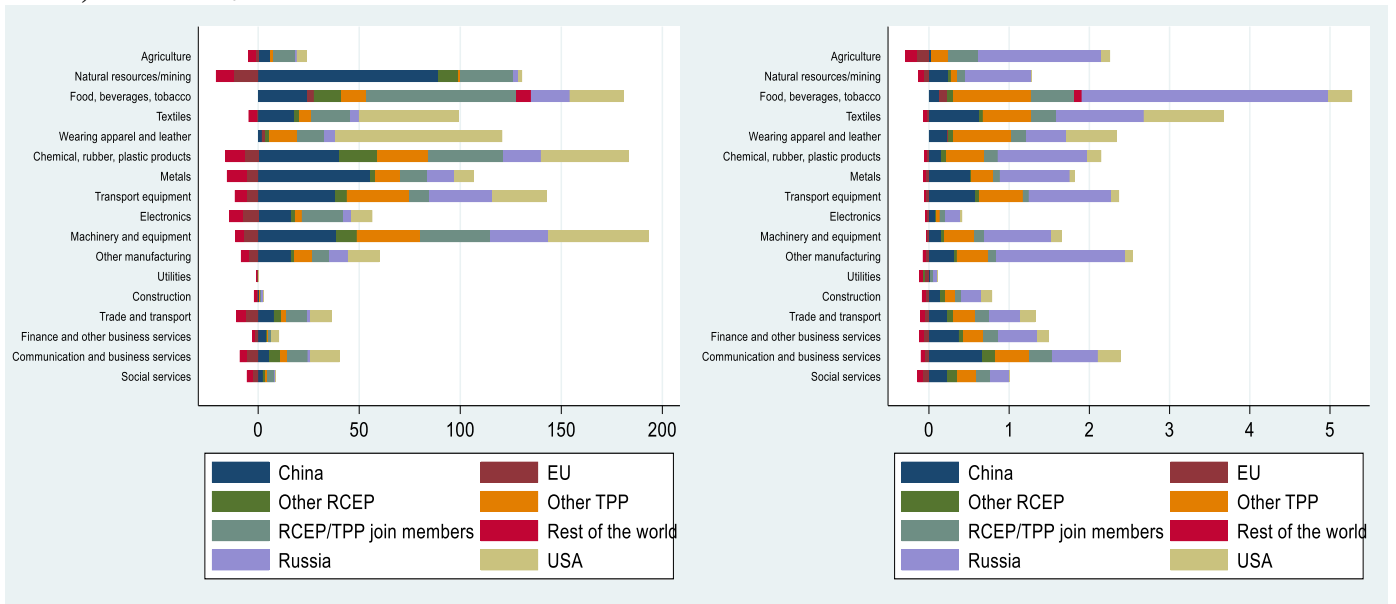 Agriculture
Natural resources/mining
Food, beverages, tobacco
Textiles
Wearing apparel and leather
Chemical, rubber, plastic products
Metals
Transport equipment
Electronics
Machinery and equipment
Other manufacturing
Utilities
Construction
Trade and transport
Finance and other business services
Communication and business services
Social services
0 50 100 150 200
China EU
Other RCEP Other TPP
RCEP/TPP join members Rest of the world
Russia USA
Agriculture
Natural resources/mining
Food, beverages, tobacco
Textiles
Wearing apparel and leather
Chemical, rubber, plastic products
Metals
Transport equipment
Electronics
Machinery and equipment
Other manufacturing
Utilities
Construction
Trade and transport
Finance and other business services
Communication and business services
Social services
0 1 2 3 4 5
China EU
Other RCEP Other TPP
RCEP/TPP join members Rest of the world
Russia USA